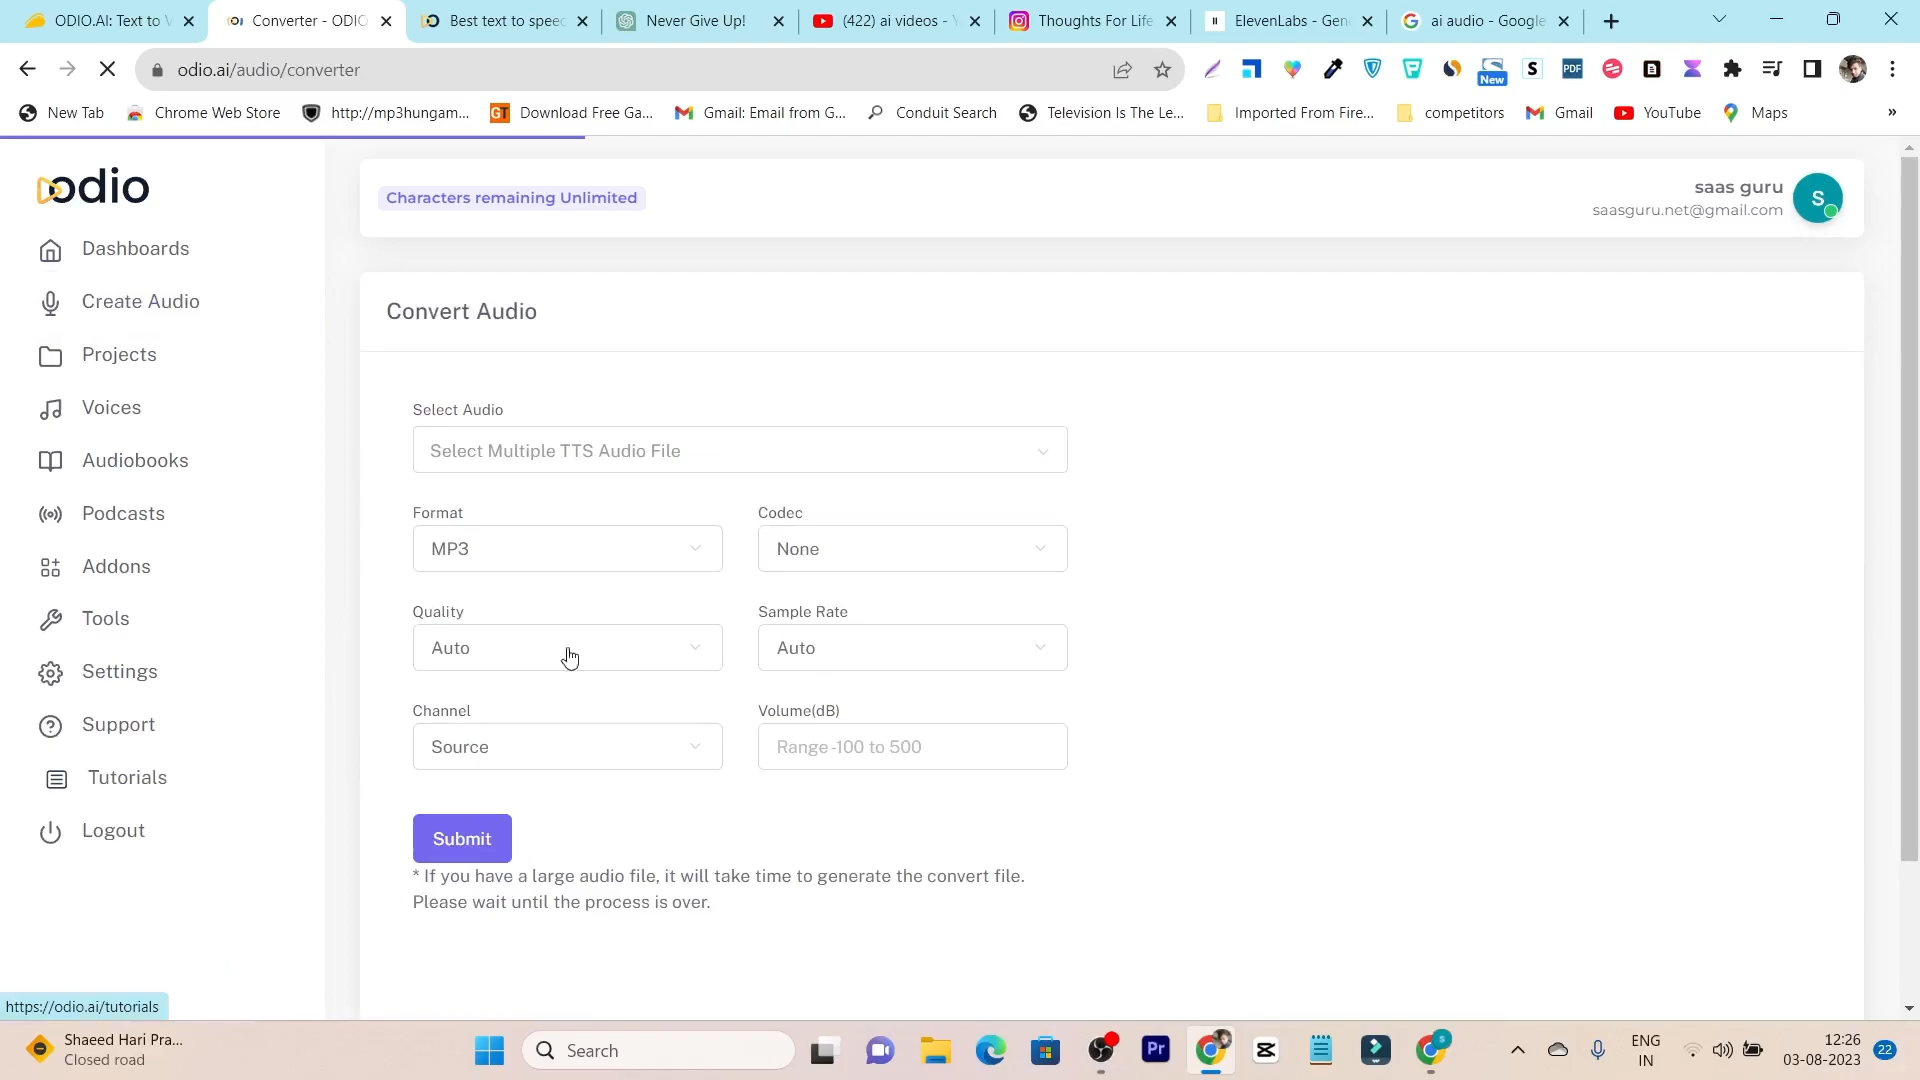 ODIO.AI: Text to V
Converter - ODIO
Best text to speec
Never Give Up!
(422) ai videos - Y
Thoughts For Life
ElevenLabs - Gen
ai audio - Google
odio.ai/audio/converter
New
PDF
New Tab
Chrome Web Store
http://mp3hungam...
GT Download Free Ga...
Gmail: Email from G...
Conduit Search
Television Is The Le...
Imported From Fire...
competitors
Gmail
YouTube
Maps
»
odio
Characters remaining Unlimited
saas guru
saasguru.net@gmail.com
S
Dashboards
Create Audio
Projects
Voices
Audiobooks
Podcasts
Addons
Tools
Settings
Support
Tutorials
Logout
Convert Audio
Select Audio
Select Multiple TTS Audio File
Format
Codec
MP3
None
Quality
Sample Rate
Auto
Auto
Channel
Volume(dB)
Source
Range -100 to 500
Submit
* If you have a large audio file, it will take time to generate the convert file.
Please wait until the process is over.
https://odio.ai/tutorials
Shaeed Hari Pra...
Closed road
Search
Pr
ENG
IN
12:26
03-08-2023
22